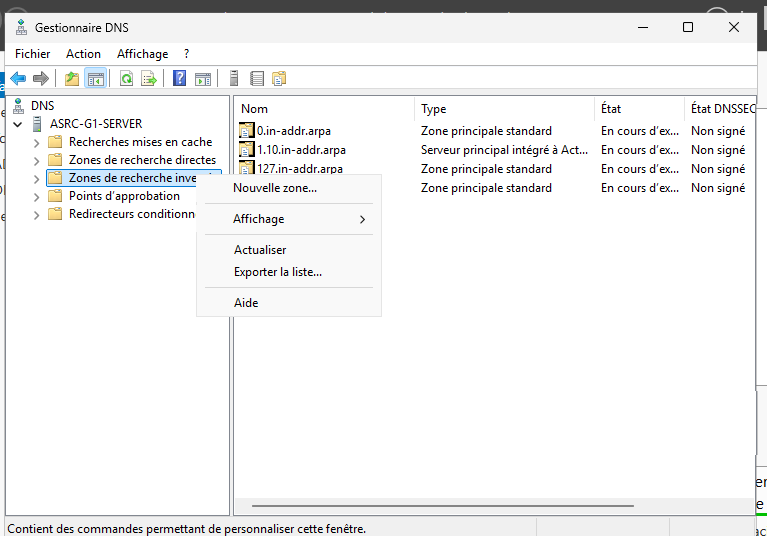 Gestionnaire DNS
Fichier Action Affichage ?
DNS
ASRC-G1-SERVER
Recherches mises en cache
Zones de recherche directes
Zones de recherche inve
Points d'approbation
Redirecteurs conditionn
Nom Type État État DNSSEC
0.in-addr.arpa Zone principale standard En cours d'ex... Non signé
1.10.in-addr.arpa Serveur principal intégré à Act... En cours d'ex... Non signé
127.in-addr.arpa Zone principale standard En cours d'ex... Non signé
Zone principale standard En cours d'ex... Non signé
Nouvelle zone...
Affichage
Actualiser
Exporter la liste...
Aide
Contient des commandes permettant de personnaliser cette fenêtre.